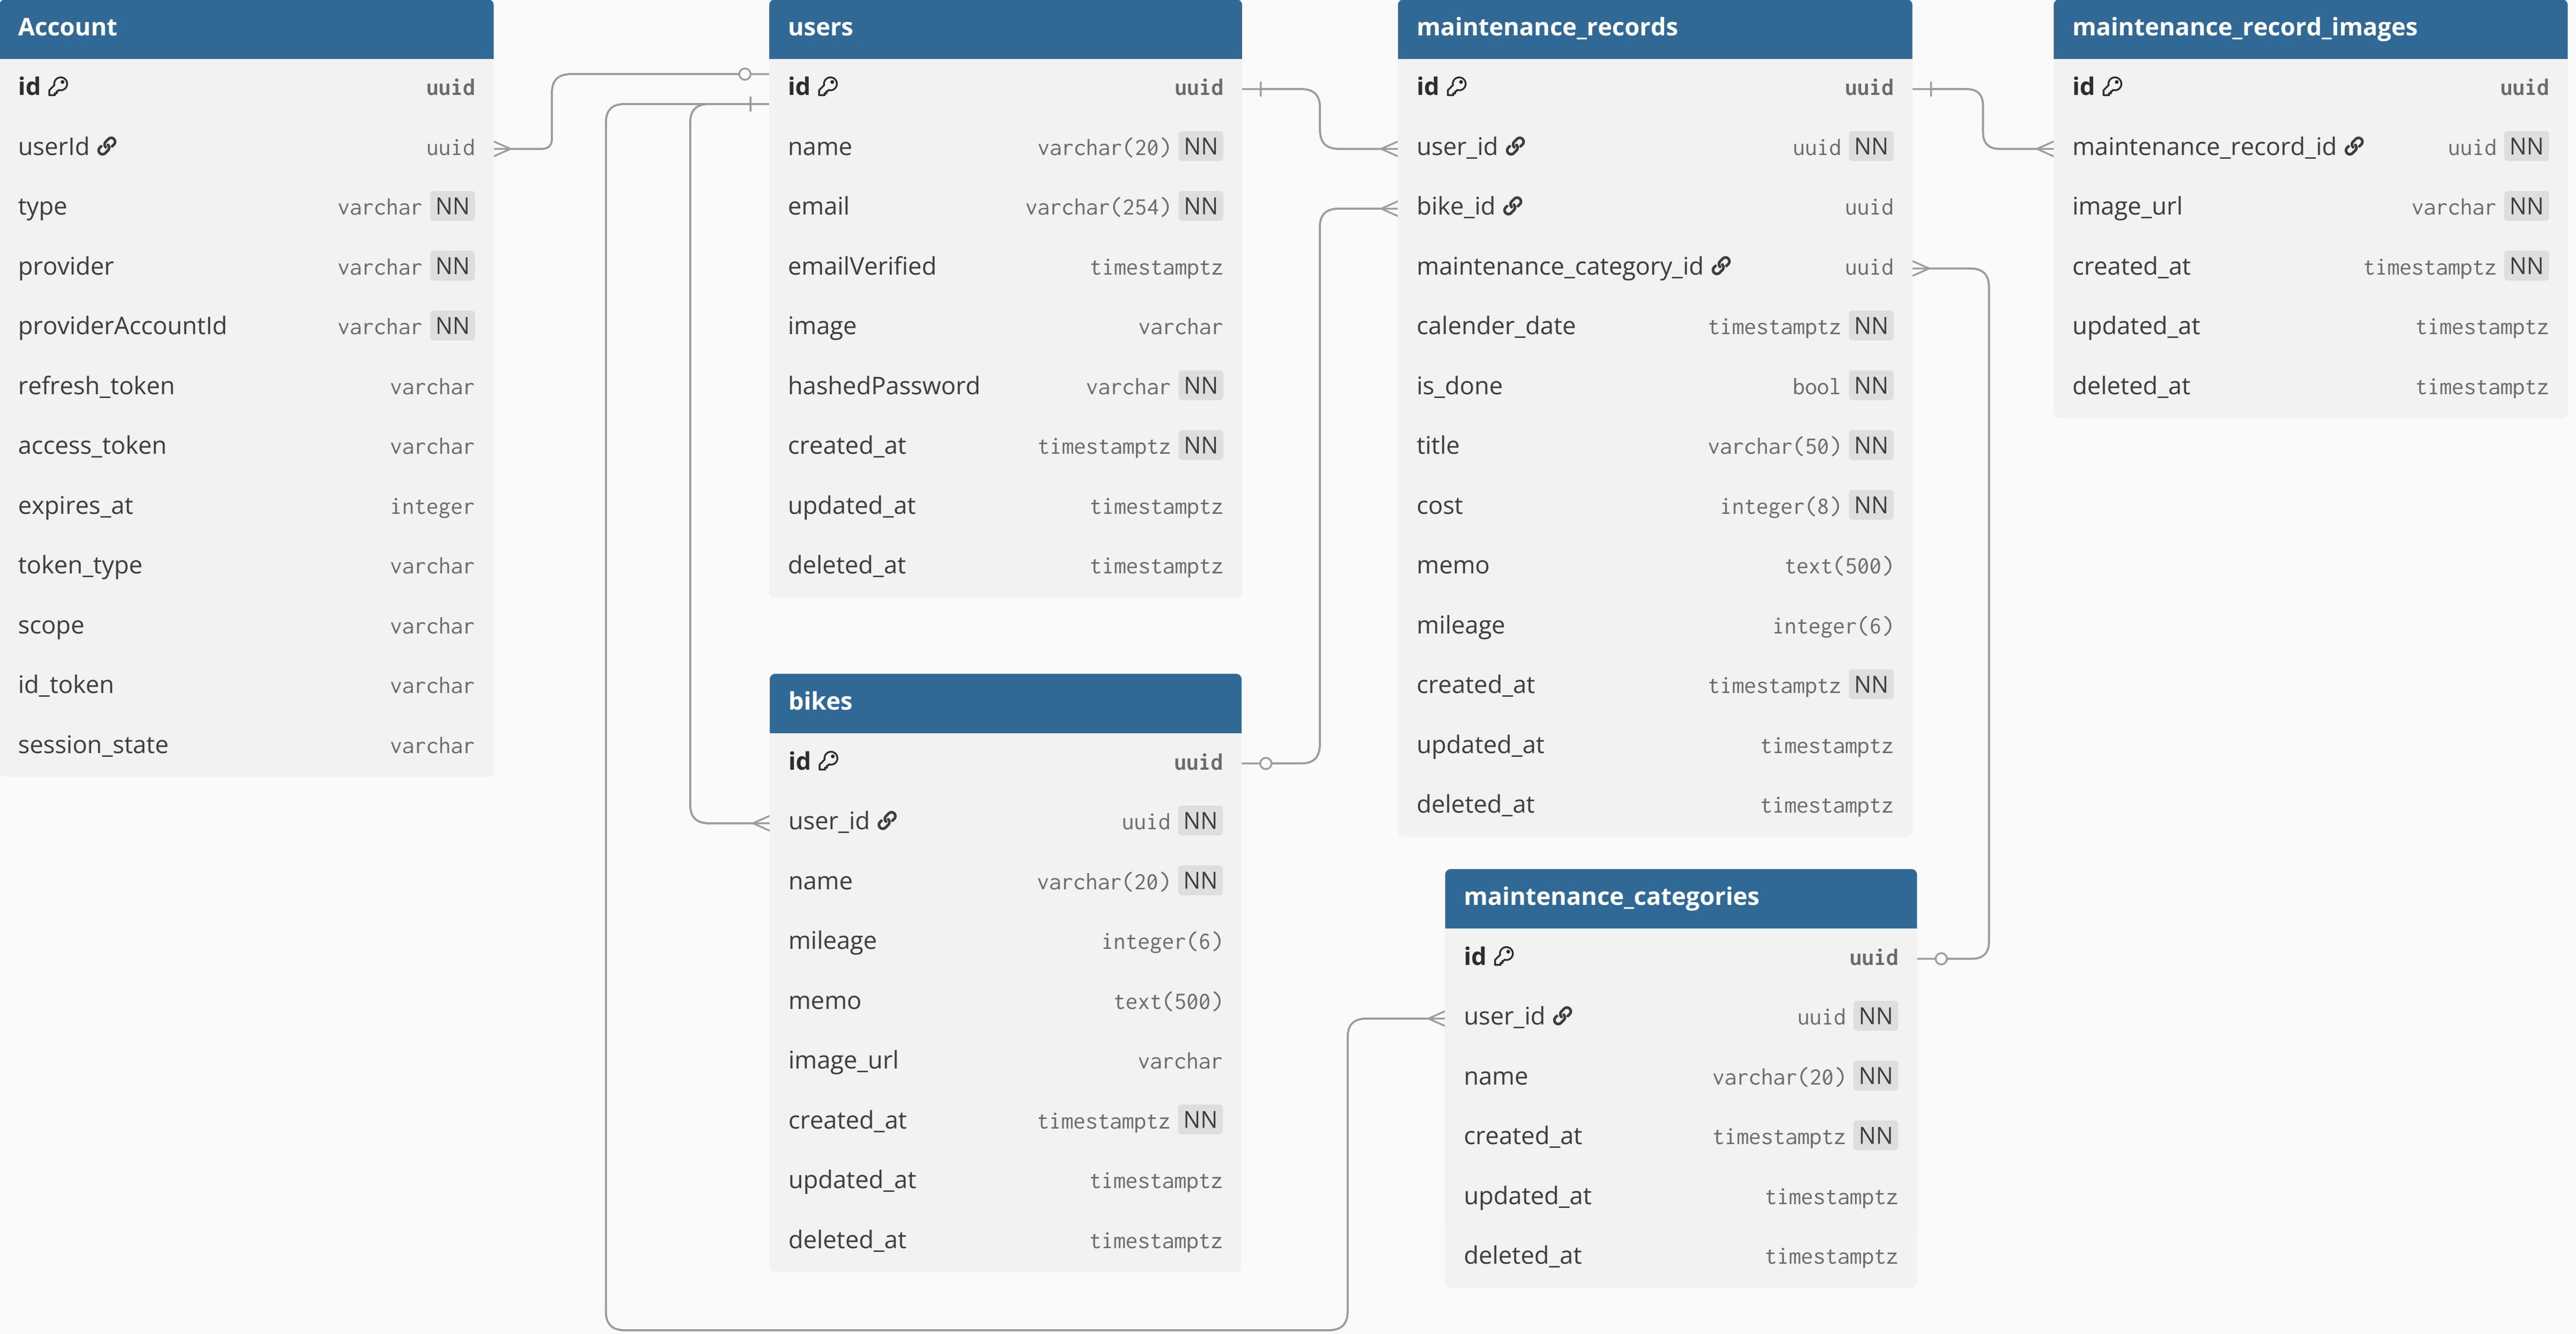 Account
id uuid
userId uuid
type varchar NN
provider varchar NN
providerAccountId varchar NN
refresh_token varchar
access_token varchar
expires_at integer
token_type varchar
scope varchar
id_token varchar
session_state varchar
users
id uuid
name varchar(20) NN
email varchar(254) NN
emailVerified timestamptz
image varchar
hashedPassword varchar NN
created_at timestamptz NN
updated_at timestamptz
deleted_at timestamptz
bikes
id uuid
user_id uuid NN
name varchar(20) NN
mileage integer(6)
memo text(500)
image_url varchar
created_at timestamptz NN
updated_at timestamptz
deleted_at timestamptz
maintenance_records
id uuid
user_id uuid NN
bike_id uuid
maintenance_category_id uuid
calender_date timestamptz NN
is_done bool NN
title varchar(50) NN
cost integer(8) NN
memo text(500)
mileage integer(6)
created_at timestamptz NN
updated_at timestamptz
deleted_at timestamptz
maintenance_categories
id uuid
user_id uuid NN
name varchar(20) NN
created_at timestamptz NN
updated_at timestamptz
deleted_at timestamptz
maintenance_record_images
id uuid
maintenance_record_id uuid NN
image_url varchar NN
created_at timestamptz NN
updated_at timestamptz
deleted_at timestamptz